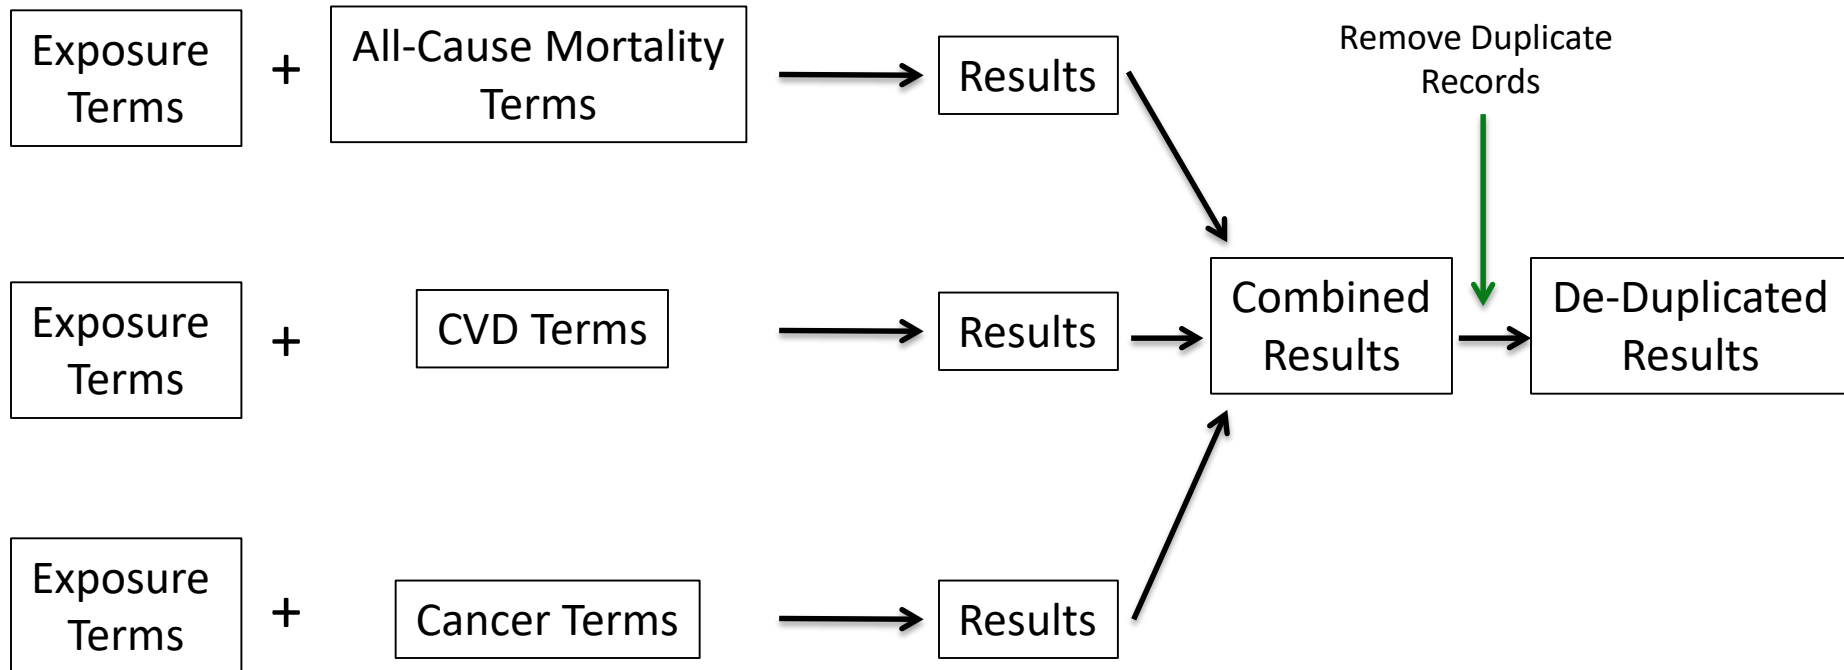 Exposure
Terms
+
All-Cause Mortality
Terms
Results
Remove Duplicate
Records
Exposure
Terms
+
CVD Terms
Results
Combined
Results
De-Duplicated
Results
Exposure
Terms
+
Cancer Terms
Results